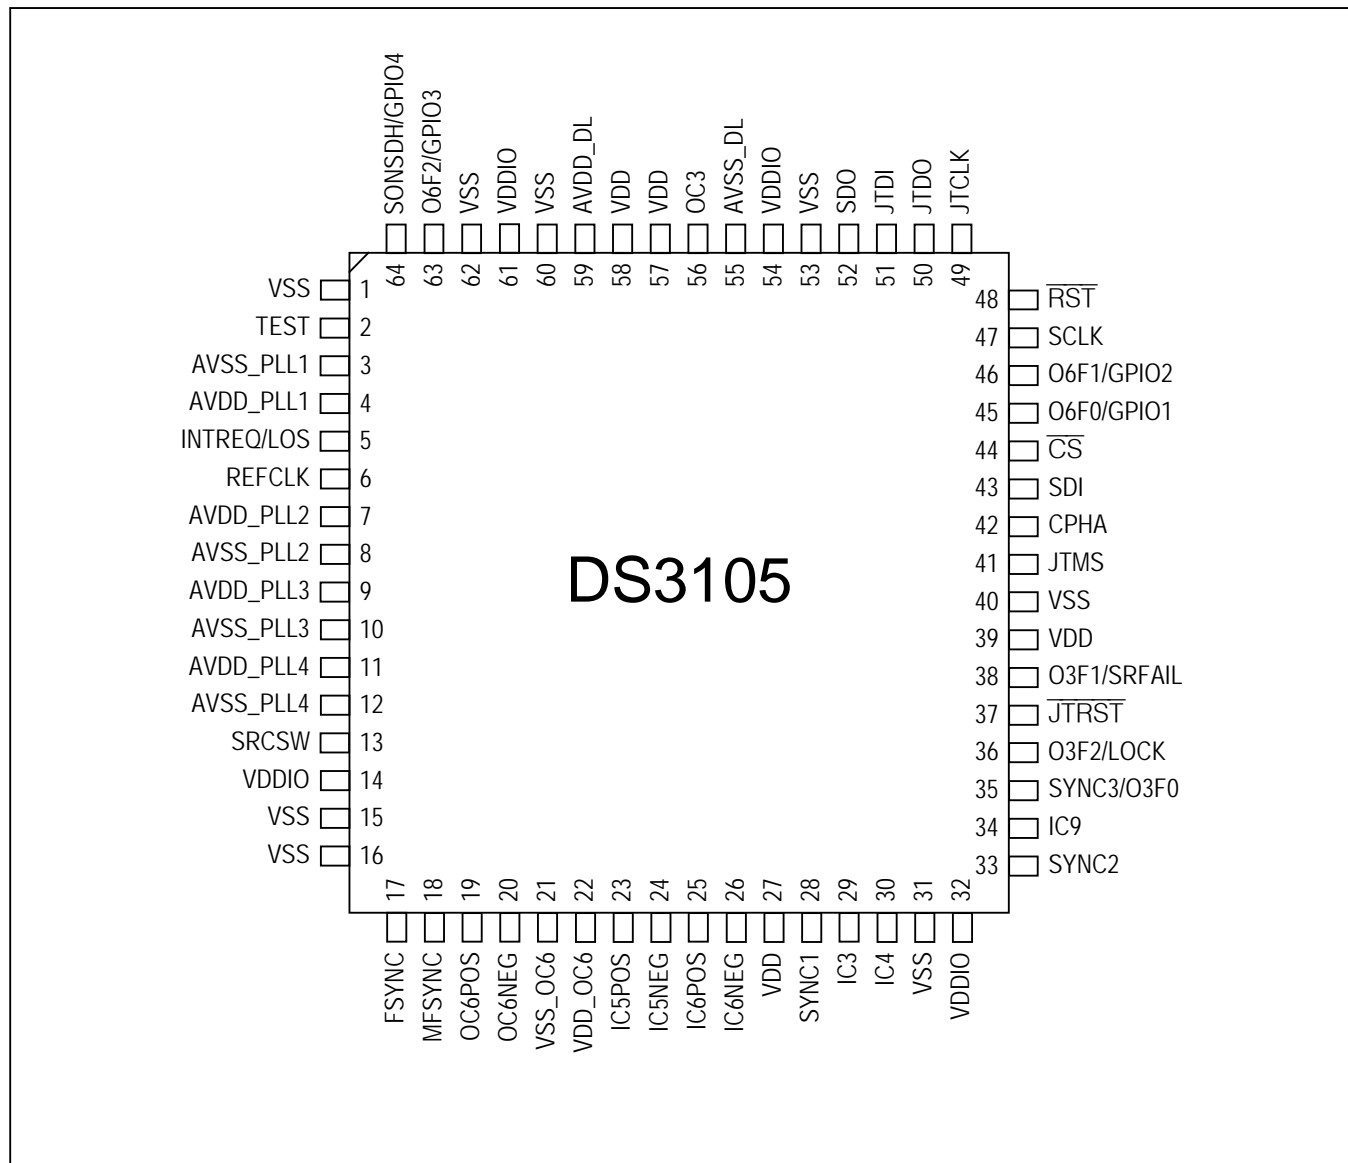 SONSDH/GPIO4
O6F2/GPIO3
VSS
VDDIO
VSS
AVDD_DL
VDD
VDD
OC3
AVSS_DL
VDDIO
VSS
SDO
JTDI
JTDO
JTCLK
64
63
62
61
60
59
58
57
56
55
54
53
52
51
50
49
VSS 1
TEST 2
AVSS_PLL1 3
AVDD_PLL1 4
INTREQ/LOS 5
REFCLK 6
AVDD_PLL2 7
AVSS_PLL2 8
AVDD_PLL3 9
AVSS_PLL3 10
AVDD_PLL4 11
AVSS_PLL4 12
SRCSW 13
VDDIO 14
VSS 15
VSS 16
DS3105
48 RST
47 SCLK
46 O6F1/GPIO2
45 O6F0/GPIO1
44 CS
43 SDI
42 CPHA
41 JTMS
40 VSS
39 VDD
38 O3F1/SRFAIL
37 JTRST
36 O3F2/LOCK
35 SYNC3/O3F0
34 IC9
33 SYNC2
17
18
19
20
21
22
23
24
25
26
27
28
29
30
31
32
FSYNC
MFSYNC
OC6POS
OC6NEG
VSS_OC6
VDD_OC6
IC5POS
IC5NEG
IC6POS
IC6NEG
VDD
SYNC1
IC3
IC4
VSS
VDDIO